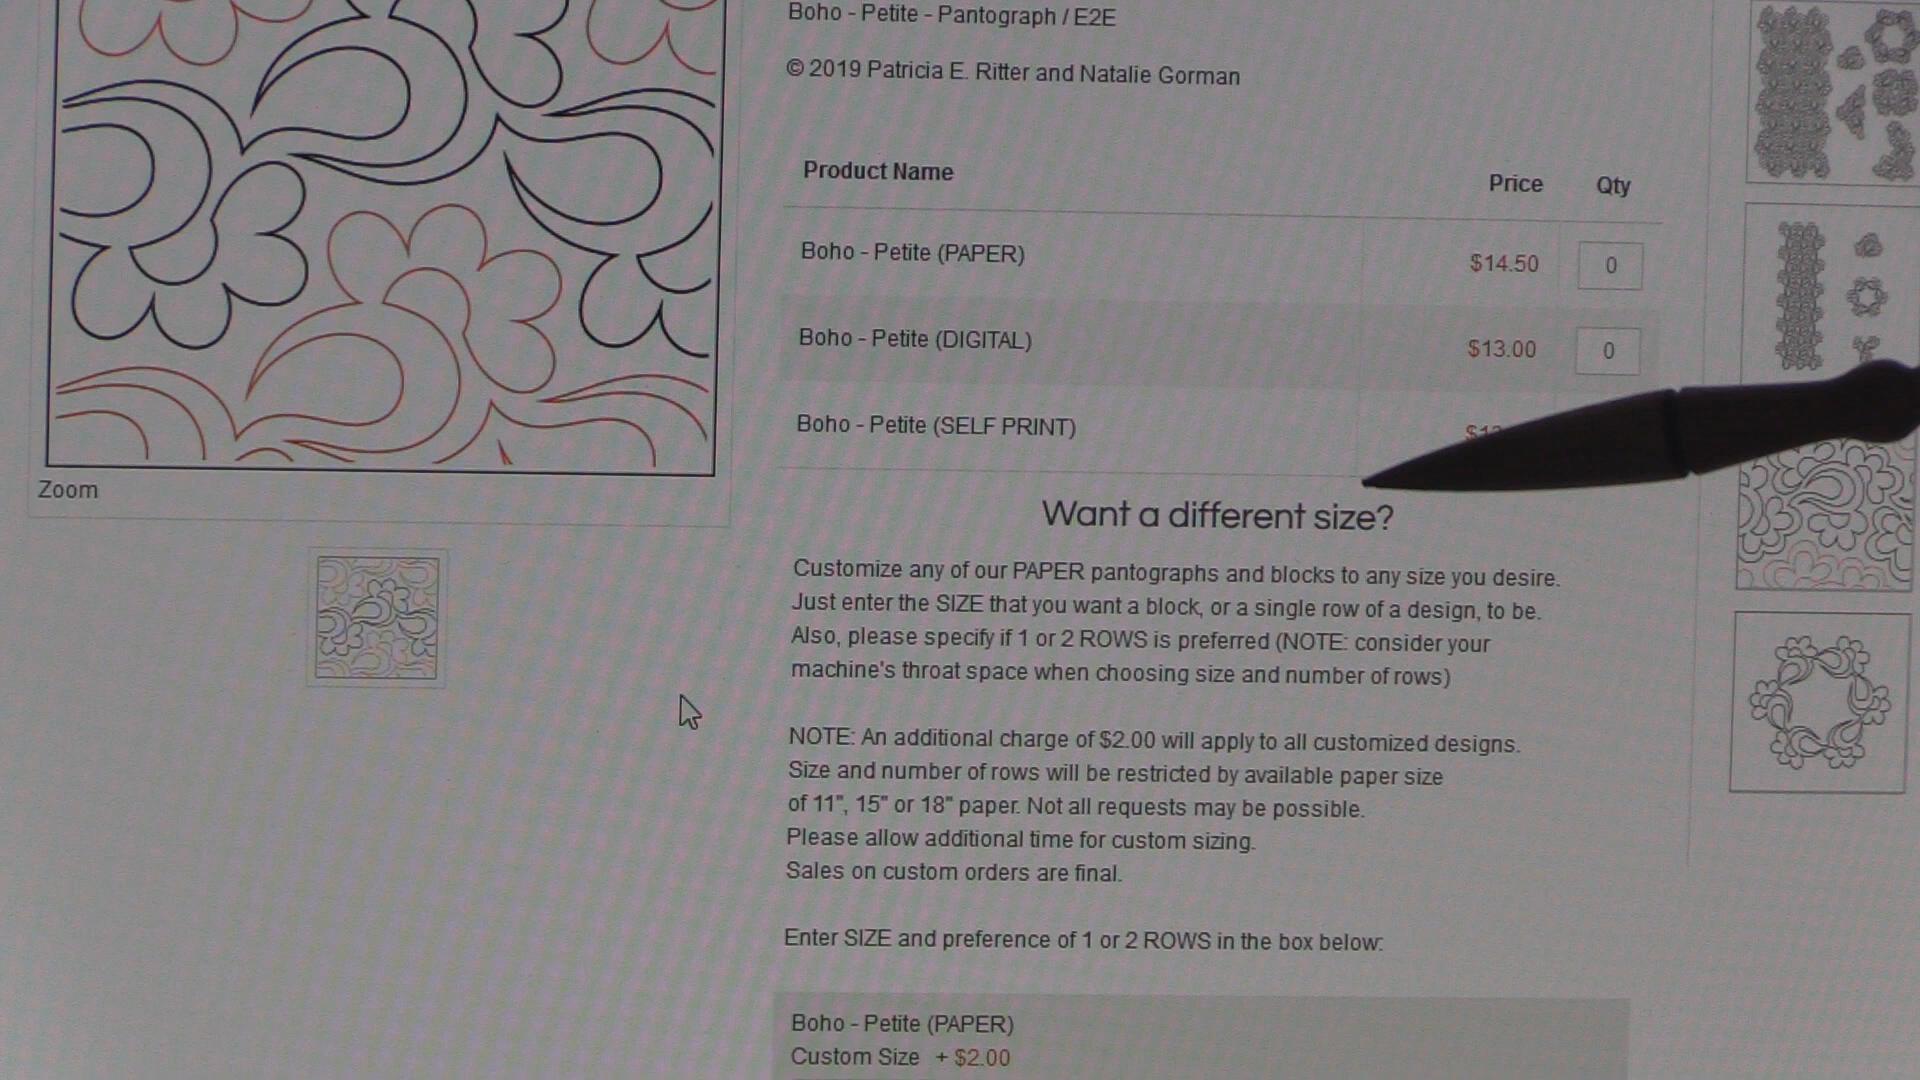 Boho - Petite - Pantograph / E2E
© 2019 Patricia E. Ritter and Natalie Gorman
Product Name Price Qty
Boho - Petite (PAPER) $14.50 0
Boho - Petite (DIGITAL) $13.00 0
Boho - Petite (SELF PRINT)
Zoom
Want a different size?
Customize any of our PAPER pantographs and blocks to any size you desire.
Just enter the SIZE that you want a block, or a single row of a design, to be.
Also, please specify if 1 or 2 ROWS is preferred (NOTE: consider your
machine's throat space when choosing size and number of rows)
NOTE: An additional charge of $2.00 will apply to all customized designs.
Size and number of rows will be restricted by available paper size
of 11", 15" or 18" paper. Not all requests may be possible.
Please allow additional time for custom sizing.
Sales on custom orders are final.
Enter SIZE and preference of 1 or 2 ROWS in the box below:
Boho - Petite (PAPER)
Custom Size + $2.00